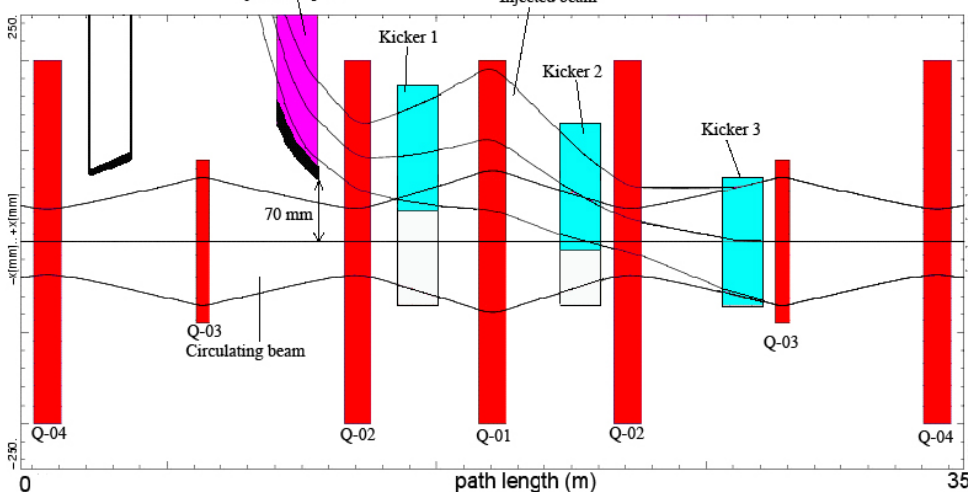 Injected beam
250.
Kicker 1
Kicker 2
Kicker 3
70 mm
-x(mm).. +x(mm)
Q-03
Circulating beam
Q-03
Q-04
Q-02
Q-01
Q-02
Q-04
-250.
0
path length (m)
35